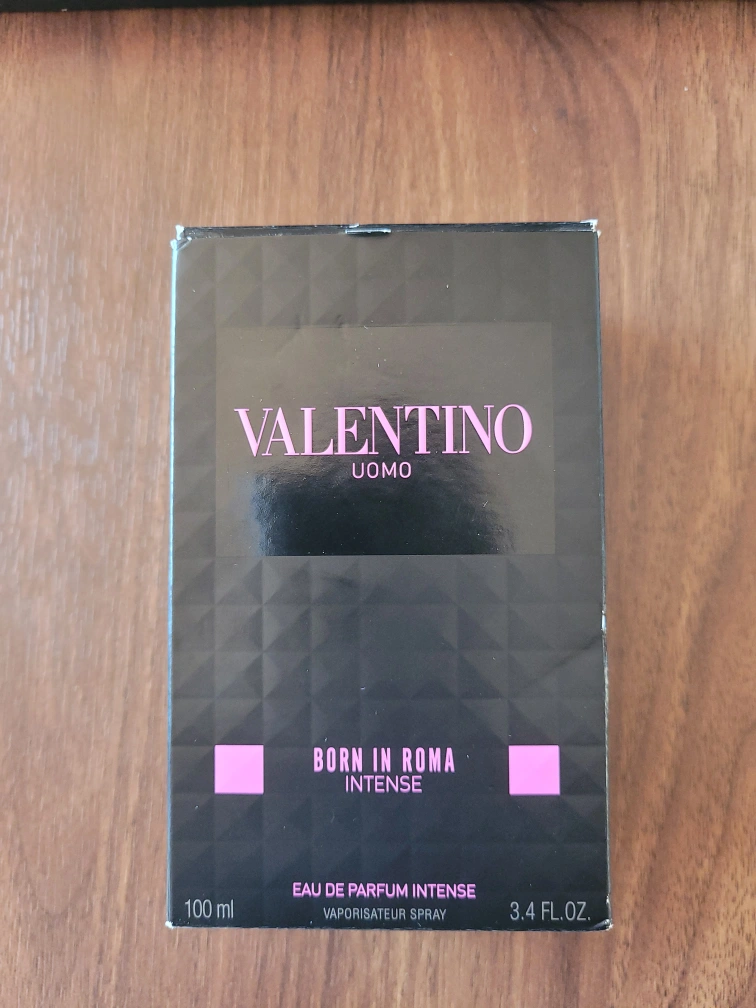 VALENTINO
UOMO
BORN IN ROMA
INTENSE
EAU DE PARFUM INTENSE
100 ml VAPORISATEUR SPRAY 3.4 FL.OZ.